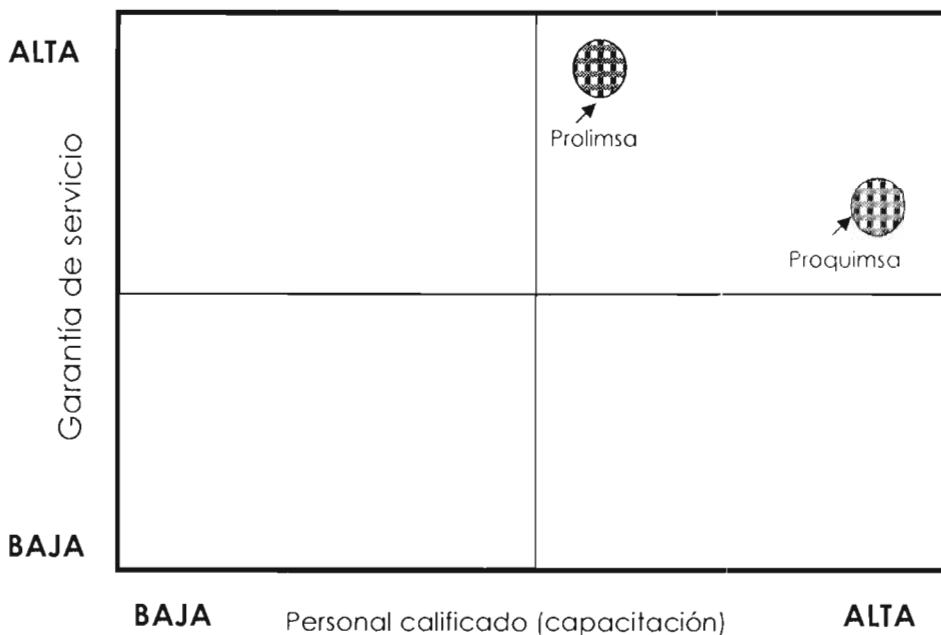 ALTA
Prolimsa
Garantía de servicio
Proquimsa
BAJA
BAJA Personal calificado (capacitación) ALTA